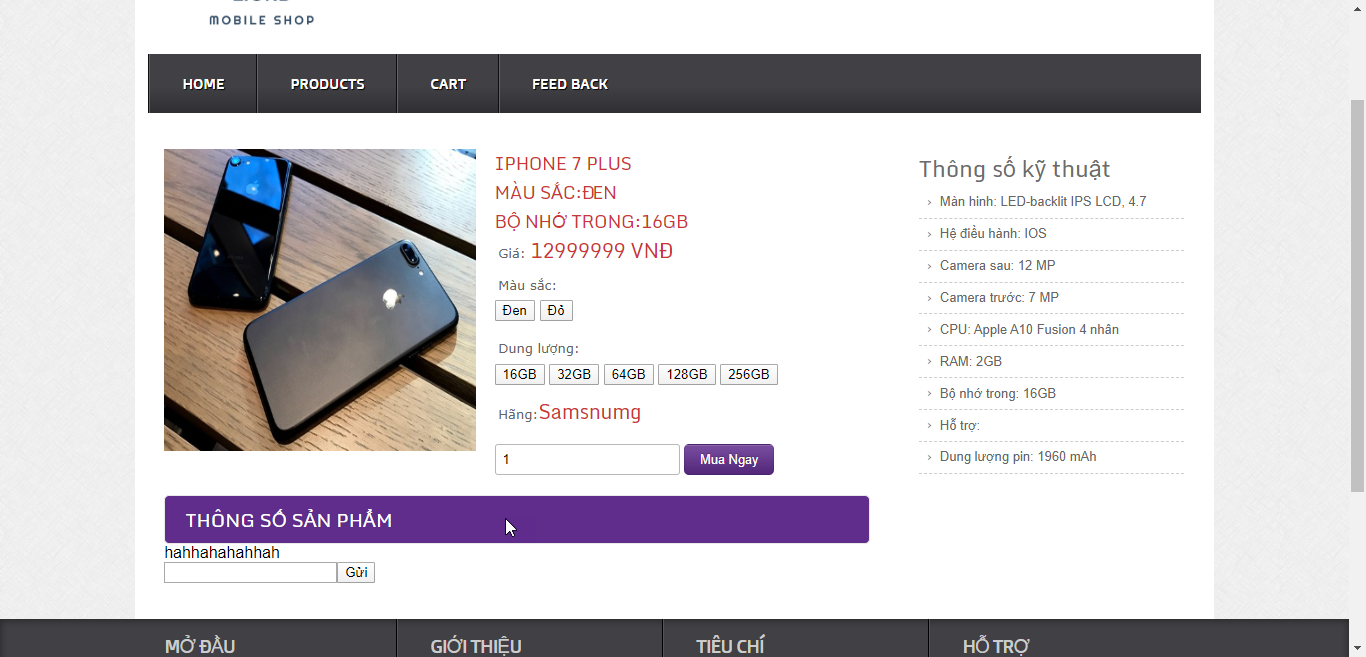 MOBILE SHOP
HOME
PRODUCTS
CART
FEED BACK
IPHONE 7 PLUS
MÀU SẮC:ĐEN
BỘ NHỚ TRONG:16GB
Giá: 12999999 VNĐ
Màu sắc:
Đen Đỏ
Dung lượng:
16GB 32GB 64GB 128GB 256GB
Hãng:Samsnumg
1 Mua Ngay
Thông số kỹ thuật
Màn hình: LED-backlit IPS LCD, 4.7
Hệ điều hành: IOS
Camera sau: 12 MP
Camera trước: 7 MP
CPU: Apple A10 Fusion 4 nhân
RAM: 2GB
Bộ nhớ trong: 16GB
Hỗ trợ:
Dung lượng pin: 1960 mAh
THÔNG SỐ SẢN PHẨM
hahhahahahhah
Gửi
MỞ ĐẦU
GIỚI THIỆU
TIÊU CHÍ
HỖ TRỢ